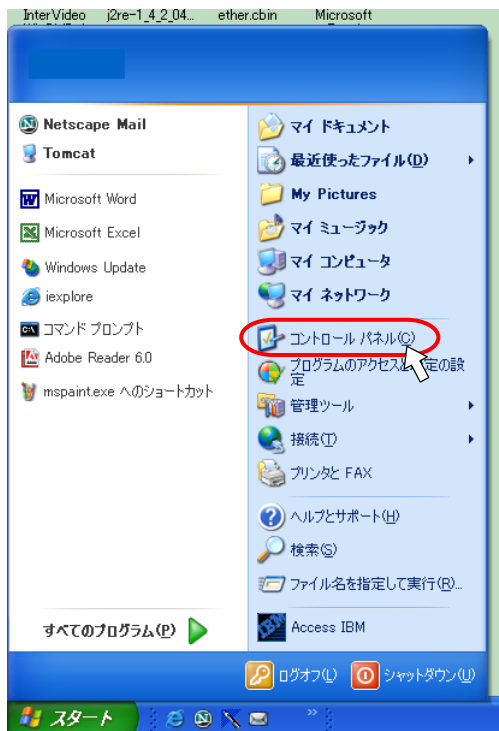 InterVideo j2re-1_4_2_04... ether.cbin Microsoft
Netscape Mail
Tomcat
Microsoft Word
Microsoft Excel
Windows Update
iexplore
コマンド プロンプト
Adobe Reader 6.0
mspaint.exe へのショートカット
すべてのプログラム(P)
マイ ドキュメント
最近使ったファイル(D)
My Pictures
マイ ミュージック
マイ コンピュータ
マイ ネットワーク
コントロール パネル(C)
プログラムのアクセスと 定の設
定
管理ツール
接続(T)
プリンタと FAX
ヘルプとサポート(H)
検索(S)
ファイル名を指定して実行(R)...
Access IBM
ログオフ(L) シャットダウン(U)
スタート